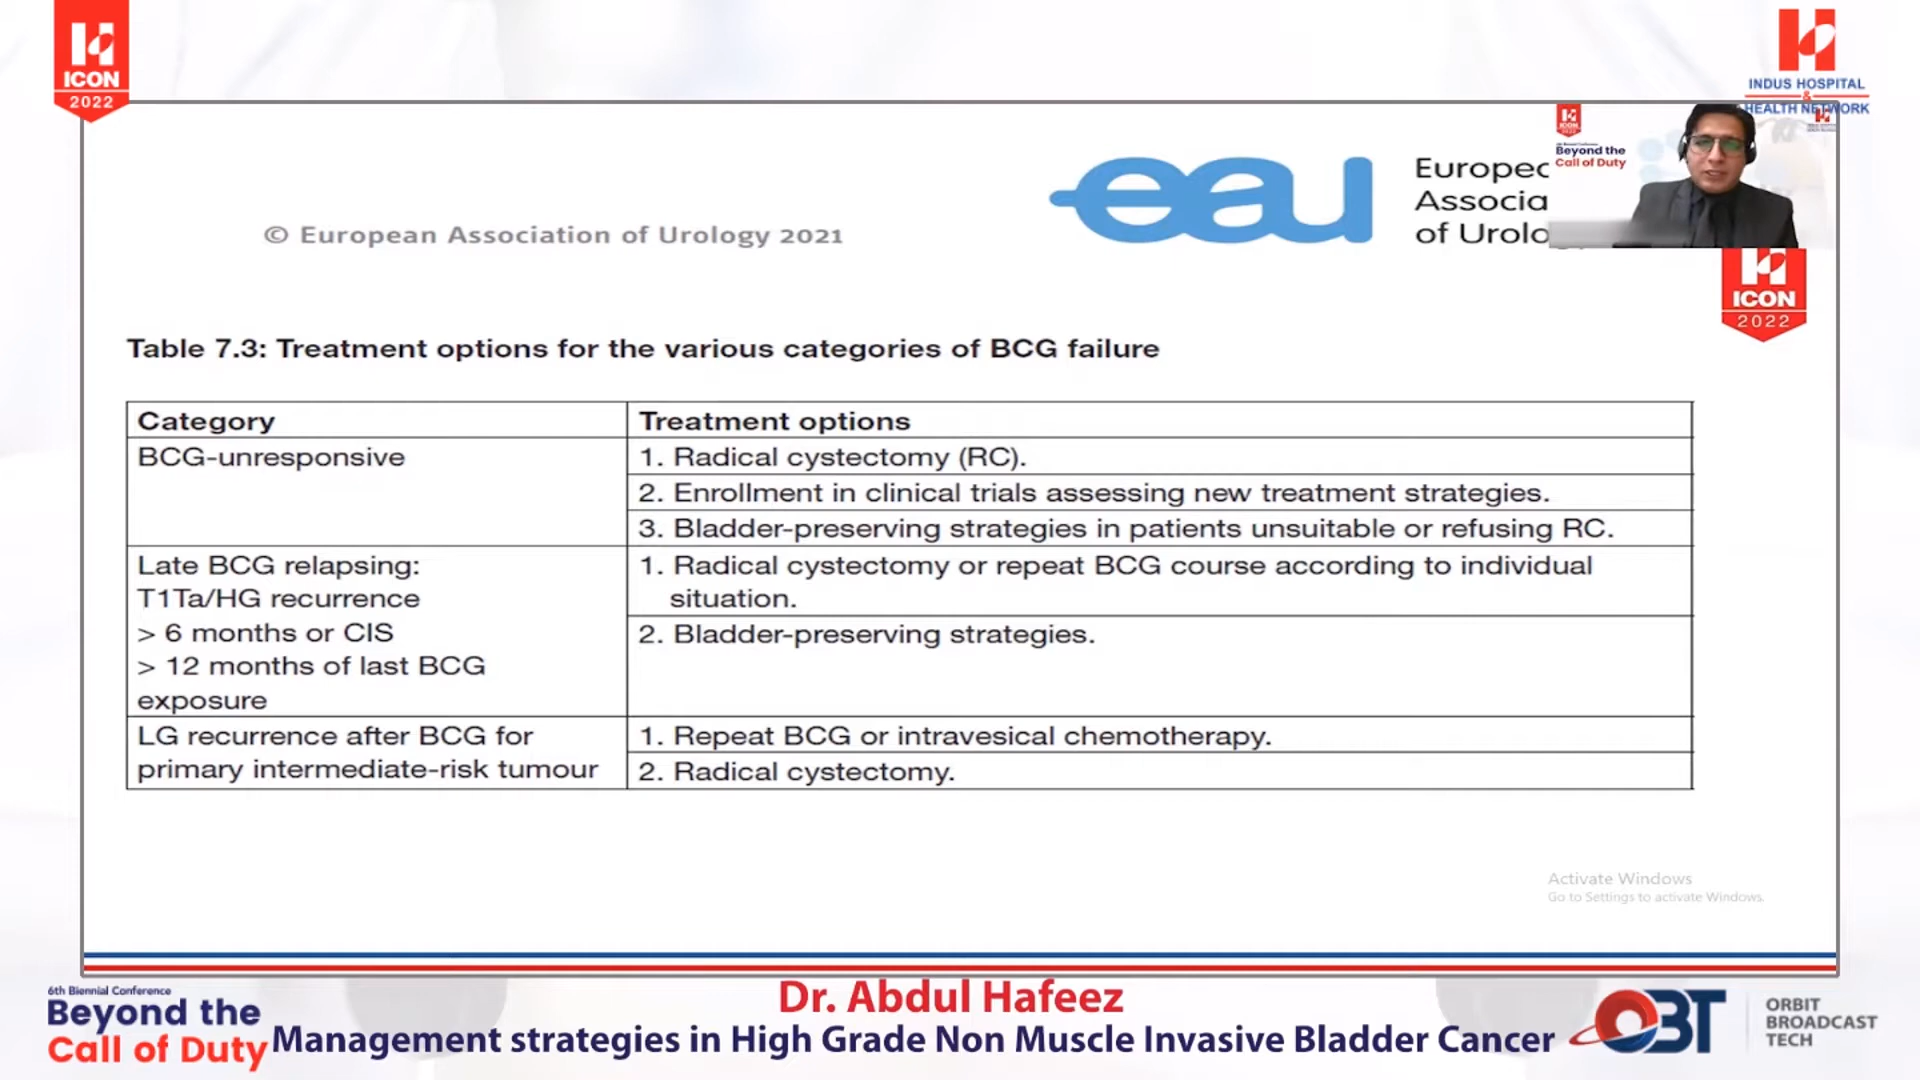 ICON
2022
INDUS HOSPITAL
&
HEALTH NETWORK
Beyond the
Call of Duty
eau
Europe
Associa
of Urolo
© European Association of Urology 2021
ICON
2022
Table 7.3: Treatment options for the various categories of BCG failure
Category
Treatment options
BCG-unresponsive
1. Radical cystectomy (RC).
2. Enrollment in clinical trials assessing new treatment strategies.
3. Bladder-preserving strategies in patients unsuitable or refusing RC.
Late BCG relapsing:
T1Ta/HG recurrence
> 6 months or CIS
> 12 months of last BCG
exposure
1. Radical cystectomy or repeat BCG course according to individual
situation.
2. Bladder-preserving strategies.
LG recurrence after BCG for
primary intermediate-risk tumour
1. Repeat BCG or intravesical chemotherapy.
2. Radical cystectomy.
Activate Windows
Go to Settings to activate Windows.
6th Biennial Conference
Beyond the
Call of Duty
Dr. Abdul Hafeez
Management strategies in High Grade Non Muscle Invasive Bladder Cancer
OBT
ORBIT
BROADCAST
TECH